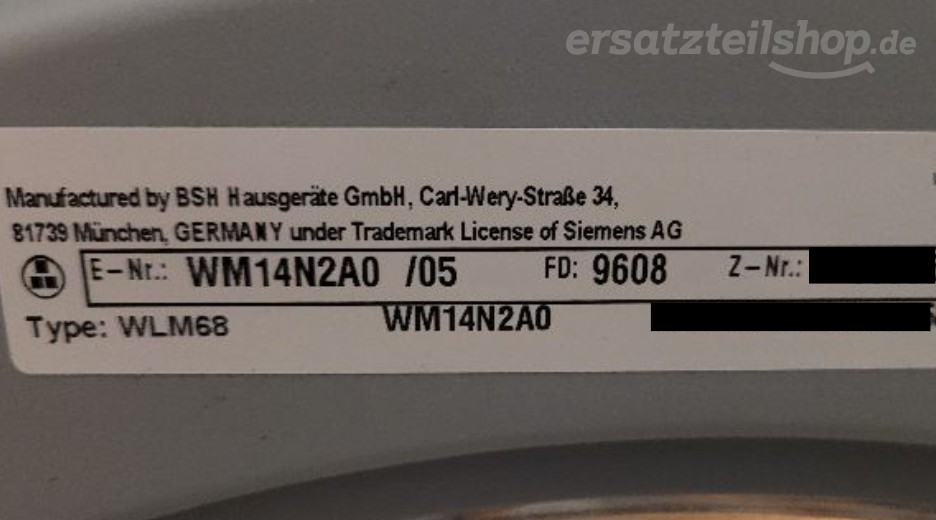 ersatzteilshop.de
Manufactured by BSH Hausgeräte GmbH, Carl-Wery-Straße 34,
81739 München, GERMANY under Trademark License of Siemens AG
E-Nr.: WM14N2A0 /05 FD: 9608 Z-Nr.:
Type: WLM68 WM14N2A0